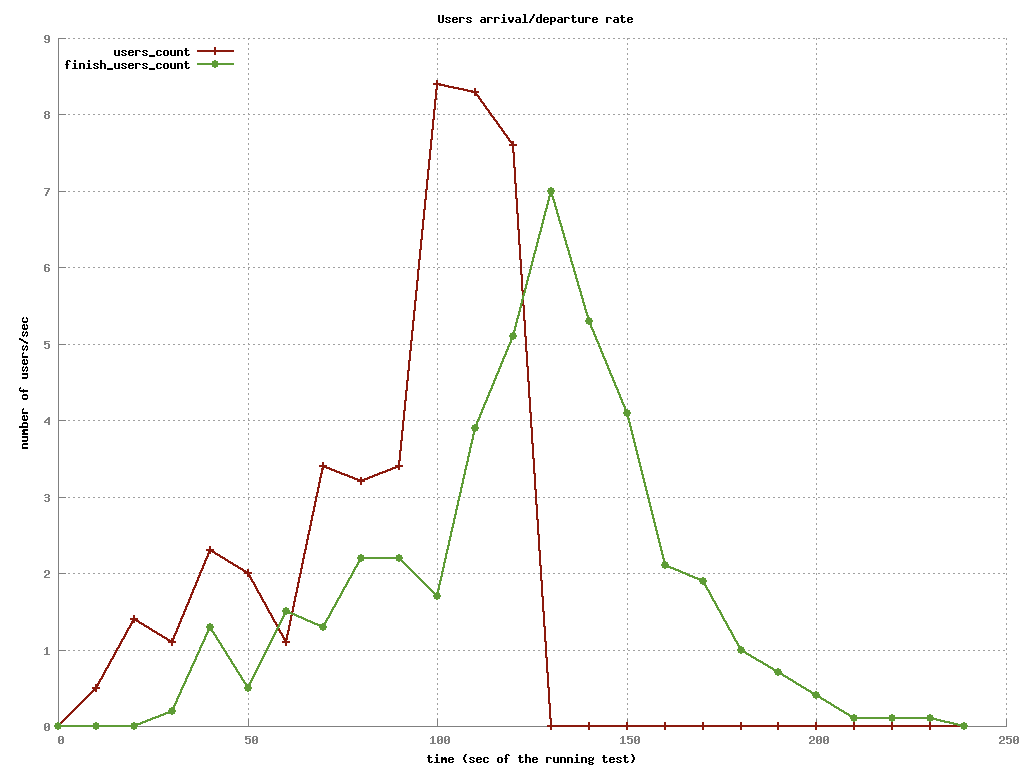 Users arrival/departure rate
users_count
finish_users_count
9
8
7
6
5
4
3
2
1
0
number of users/sec
0 50 100 150 200 250
time (sec of the running test)